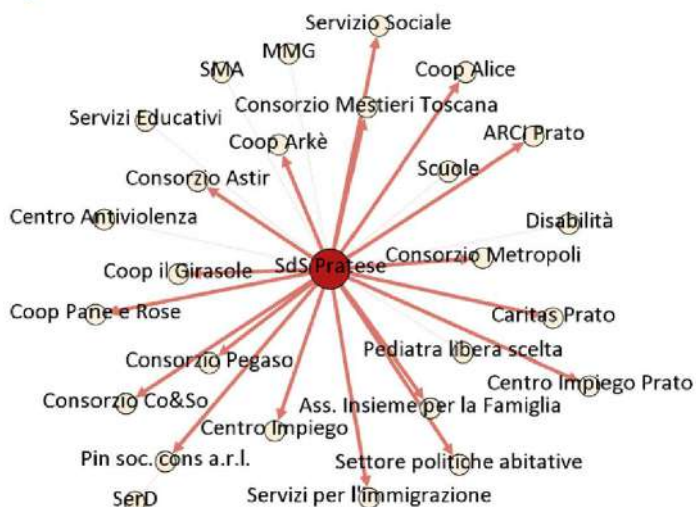 Servizio Sociale
MMG
SMA
Coop Alice
Consorzio Mestieri Toscana
Servizi Educativi
ARCI Prato
Coop Arkè
Scuole
Consorzio Astir
Centro Antiviolenza
Disabilità
Consorzio Metropoli
SdS Pratese
Coop il Girasole
Coop Pane e Rose
Caritas Prato
Pediatra libera scelta
Consorzio Pegaso
Centro Impiego Prato
Consorzio Co&So
Ass. Insieme per la Famiglia
Centro Impiego
Pin soc. cons a.r.l.
Settore politiche abitative
SerD
Servizi per l'immigrazione